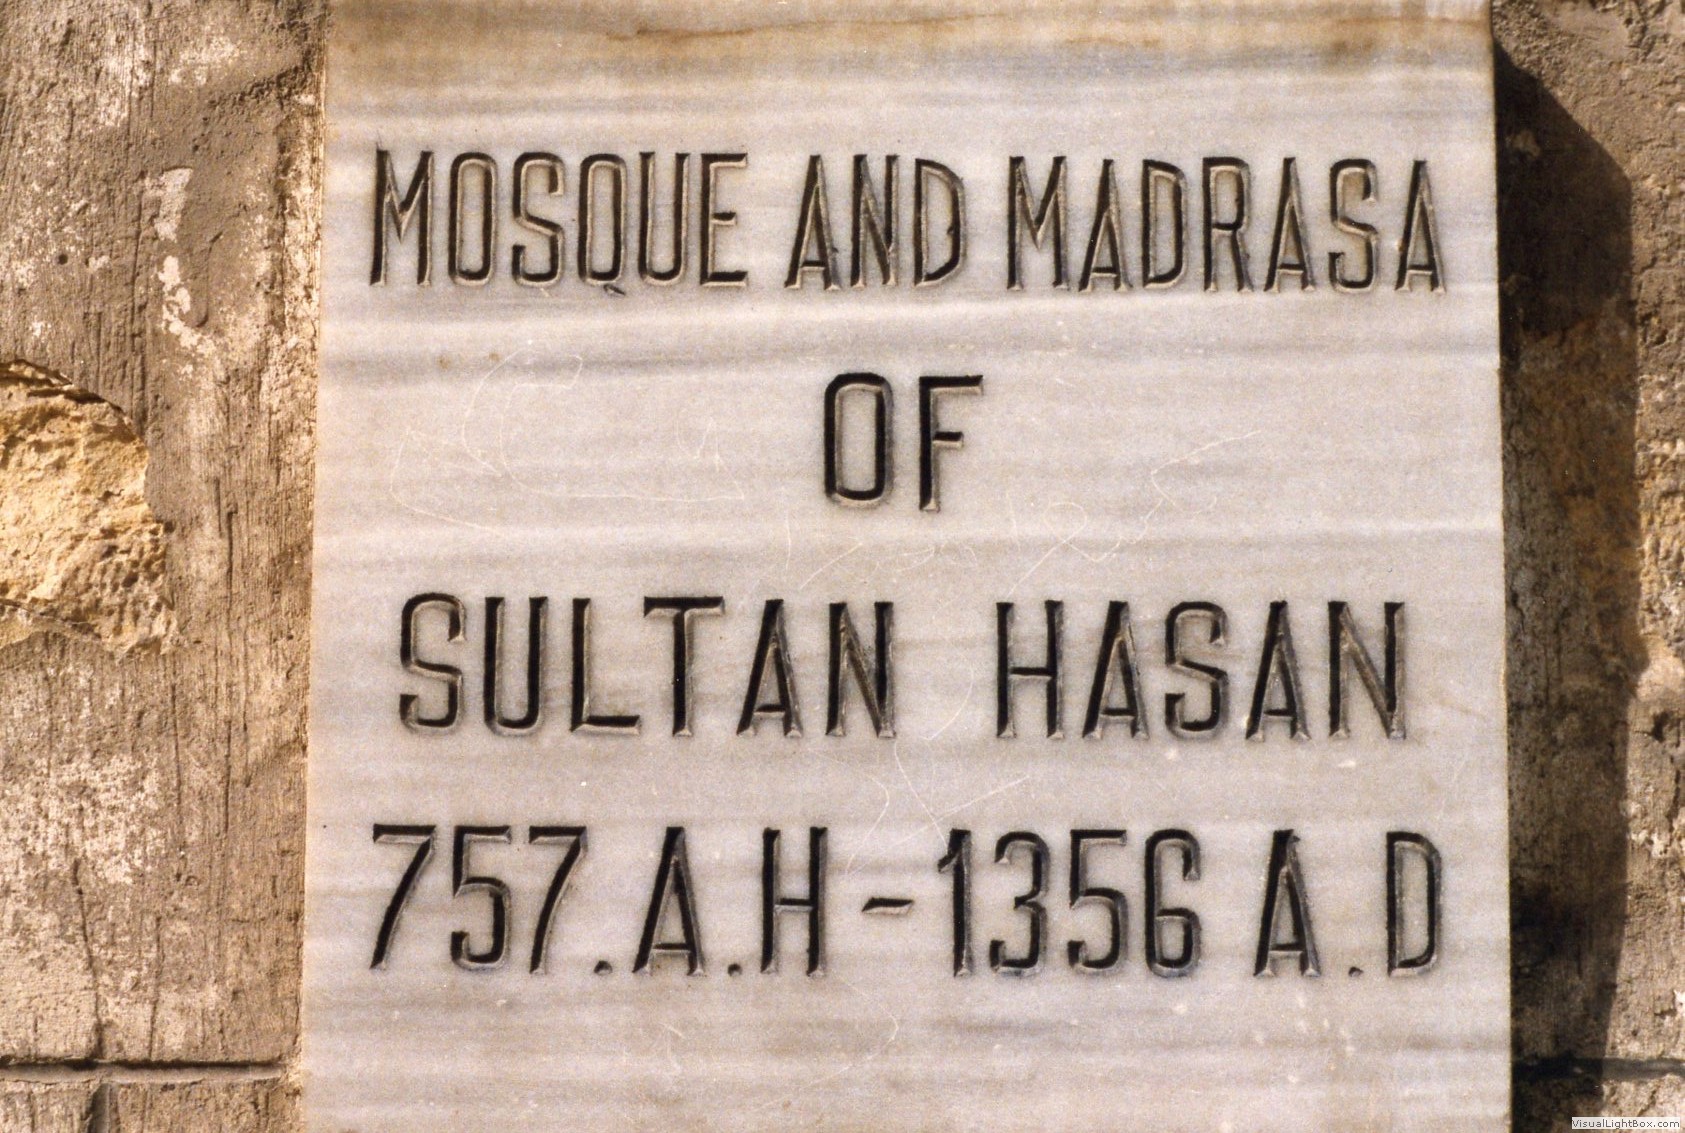 MOSQUE AND MADRASA
OF
SULTAN HASAN
757.A.H-1356 A.D
VisualLightBox.com